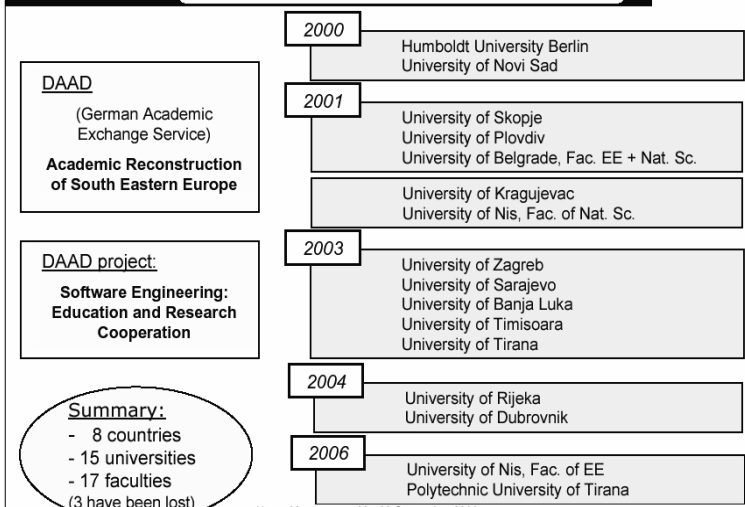 DAAD
(German Academic
Exchange Service)
Academic Reconstruction
of South Eastern Europe
DAAD project:
Software Engineering:
Education and Research
Cooperation
Summary:
- 8 countries
- 15 universities
- 17 faculties
(3 have been lost)
2000
Humboldt University Berlin
University of Novi Sad
2001
University of Skopje
University of Plovdiv
University of Belgrade, Fac. EE + Nat. Sc.
University of Kragujevac
University of Nis, Fac. of Nat. Sc.
2003
University of Zagreb
University of Sarajevo
University of Banja Luka
University of Timisoara
University of Tirana
2004
University of Rijeka
University of Dubrovnik
2006
University of Nis, Fac. of EE
Polytechnic University of Tirana